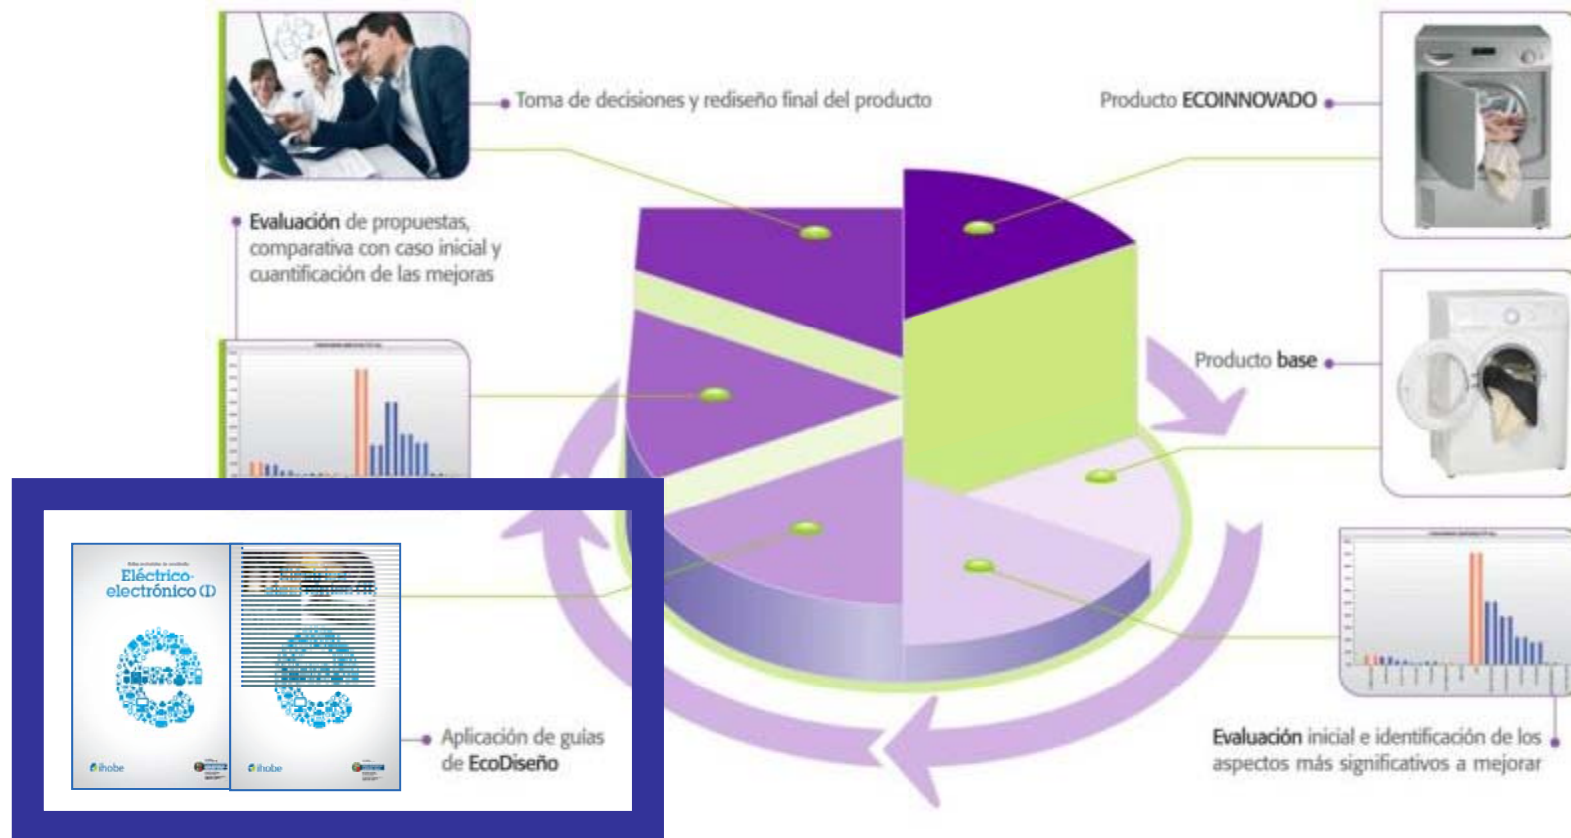 Toma de decisiones y rediseño final del producto
Producto ECOINNOVADO
Evaluación de propuestas,
comparativa con caso inicial y
cuantificación de las mejoras
Producto base
Eléctrico-
electrónico (I)
ihobe
ihobe
Aplicación de guías
de EcoDiseño
Evaluación inicial e identificación de los
aspectos más significativos a mejorar